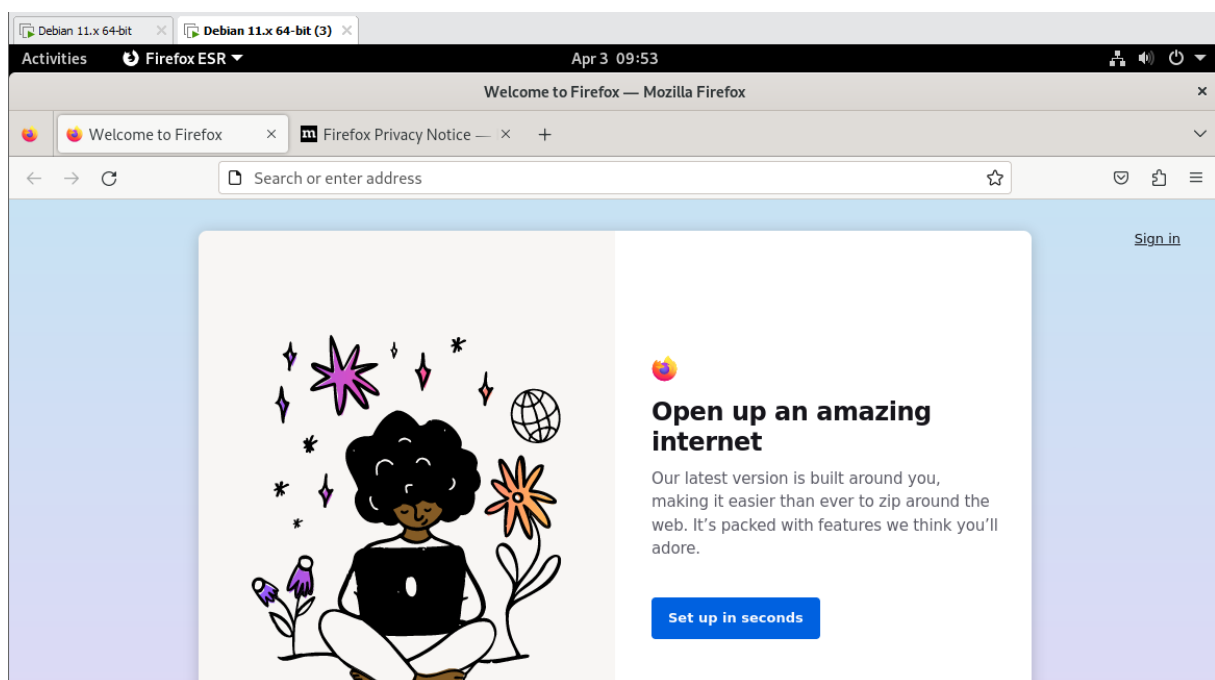 Debian 11.x 64-bit Debian 11.x 64-bit (3)
Activities Firefox ESR Apr 3 09:53
Welcome to Firefox — Mozilla Firefox
Welcome to Firefox Firefox Privacy Notice —
Search or enter address
Sign in
Open up an amazing
internet
Our latest version is built around you,
making it easier than ever to zip around the
web. It’s packed with features we think you’ll
adore.
Set up in seconds